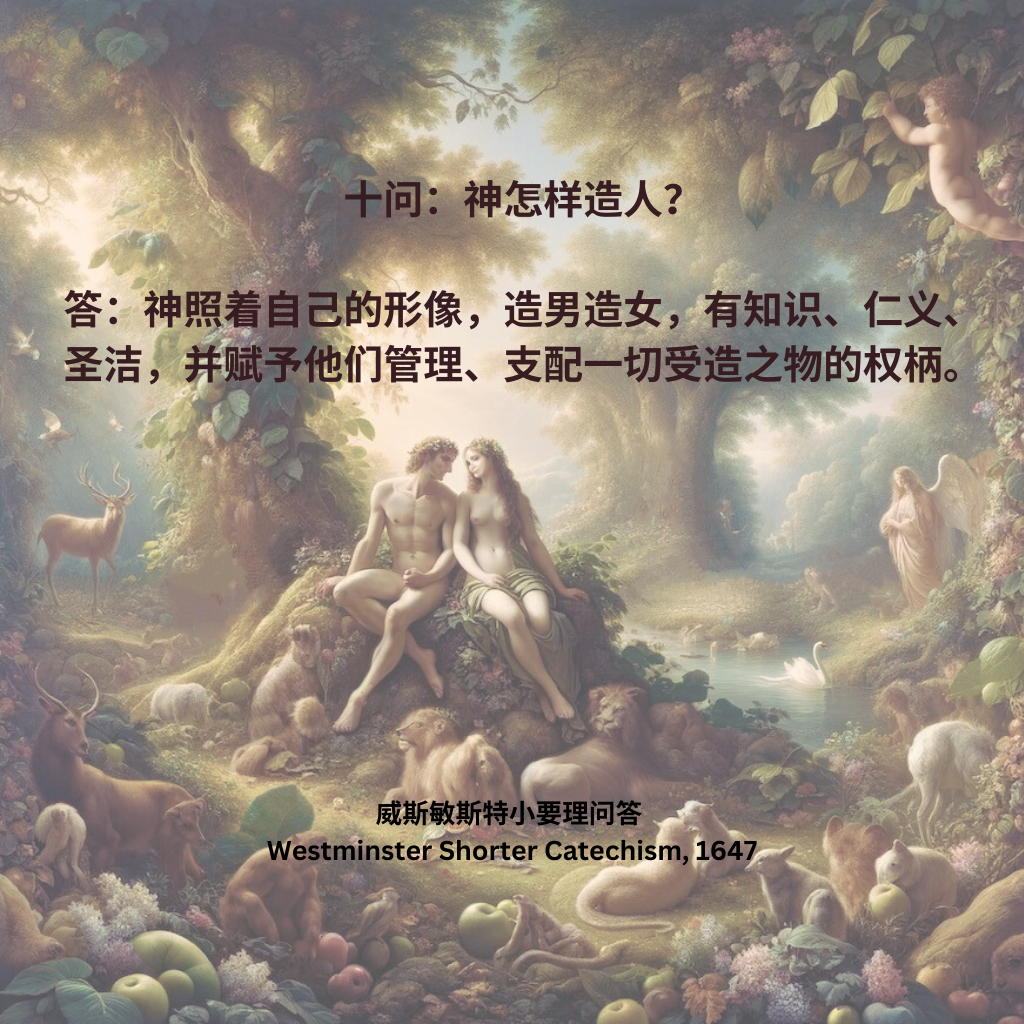 十问：神怎样造人？
答：神照着自己的形像，造男造女，有知识、仁义、
圣洁，并赋予他们管理、支配一切受造之物的权柄。
威斯敏斯特小要理问答
Westminster Shorter Catechism, 1647